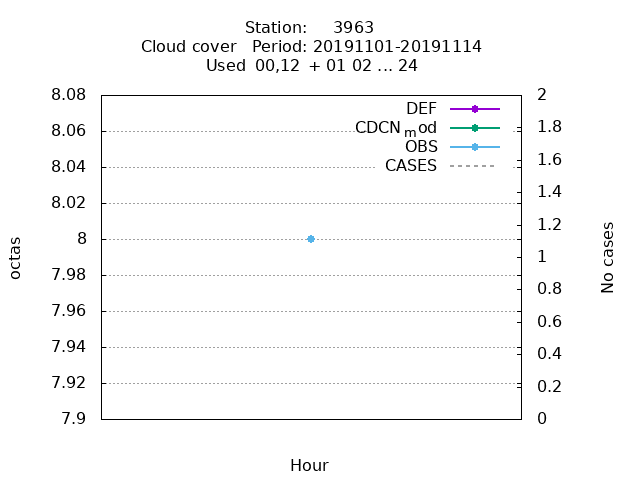 Station: 3963
Cloud cover Period: 20191101-20191114
Used 00,12 + 01 02 ... 24
8.08
8.06
8.04
8.02
8
7.98
7.96
7.94
7.92
7.9
octas
DEF
CDCN_mod
OBS
CASES
2
1.8
1.6
1.4
1.2
1
0.8
0.6
0.4
0.2
0
No cases
Hour